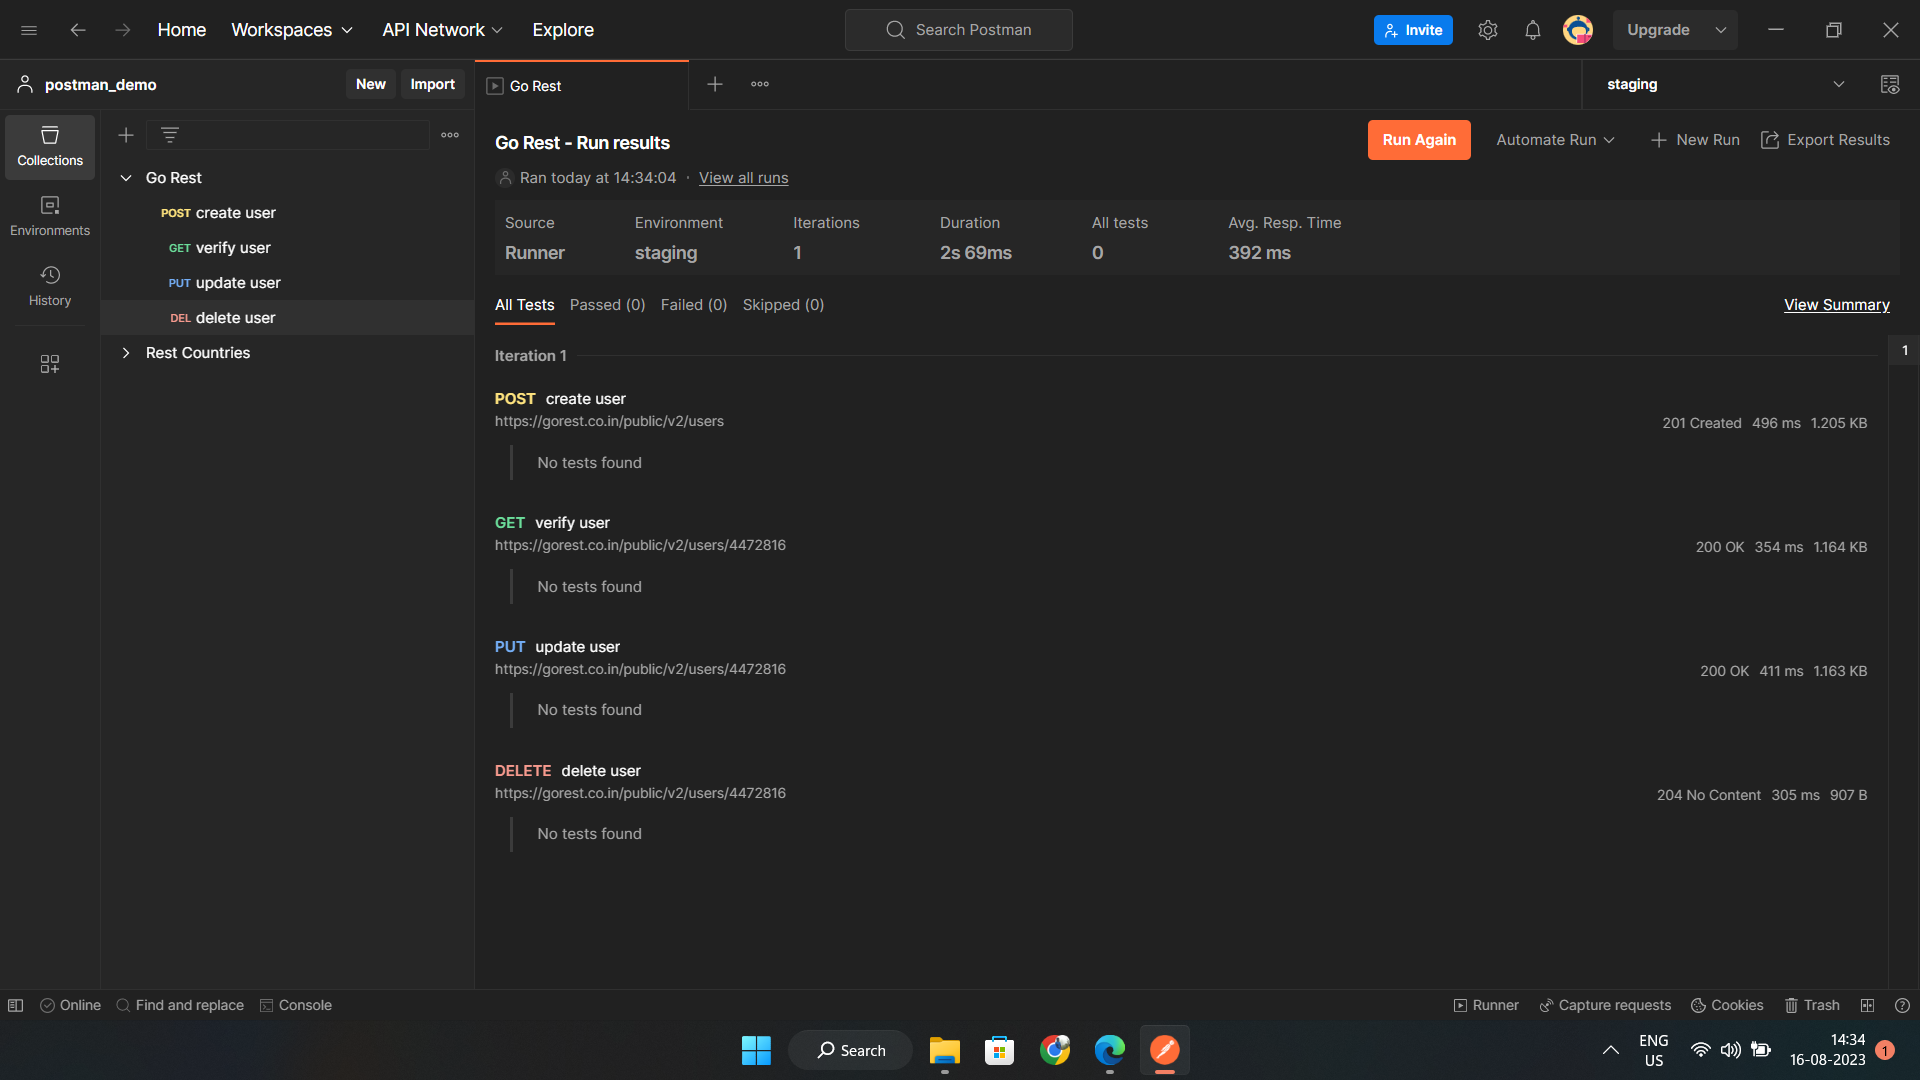 Home Workspaces API Network Explore Search Postman Invite Upgrade
postman_demo New Import Go Rest staging
Collections
Environments
History
Go Rest
POST create user
GET verify user
PUT update user
DEL delete user
Rest Countries
Go Rest - Run results Run Again Automate Run New Run Export Results
Ran today at 14:34:04 · View all runs
Source Environment Iterations Duration All tests Avg. Resp. Time
Runner staging 1 2s 69ms 0 392 ms
All Tests Passed (0) Failed (0) Skipped (0) View Summary
Iteration 1 1
POST create user
https://gorest.co.in/public/v2/users 201 Created 496 ms 1.205 KB
No tests found
GET verify user
https://gorest.co.in/public/v2/users/4472816 200 OK 354 ms 1.164 KB
No tests found
PUT update user
https://gorest.co.in/public/v2/users/4472816 200 OK 411 ms 1.163 KB
No tests found
DELETE delete user
https://gorest.co.in/public/v2/users/4472816 204 No Content 305 ms 907 B
No tests found
Online Find and replace Console Runner Capture requests Cookies Trash
Search ENG 14:34
US 16-08-2023 1